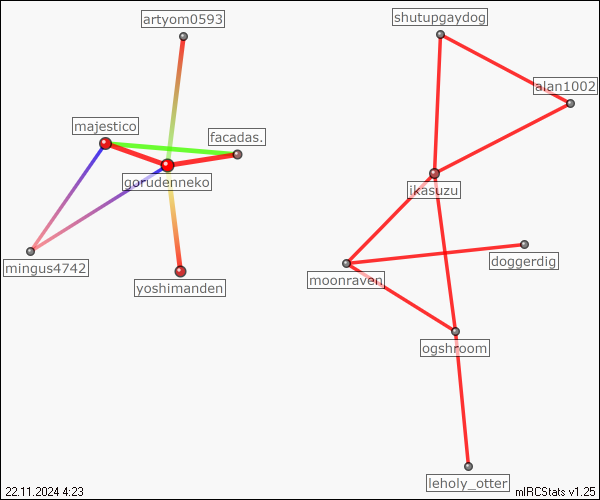 artyom0593
shutupgaydog
alan1002
majestico
facadas.
gorudenneko
ikasuzu
mingus4742
doggerdig
moonraven
yoshimanden
ogshroom
leholy_otter
22.11.2024 4:23
mIRCStats v1.25